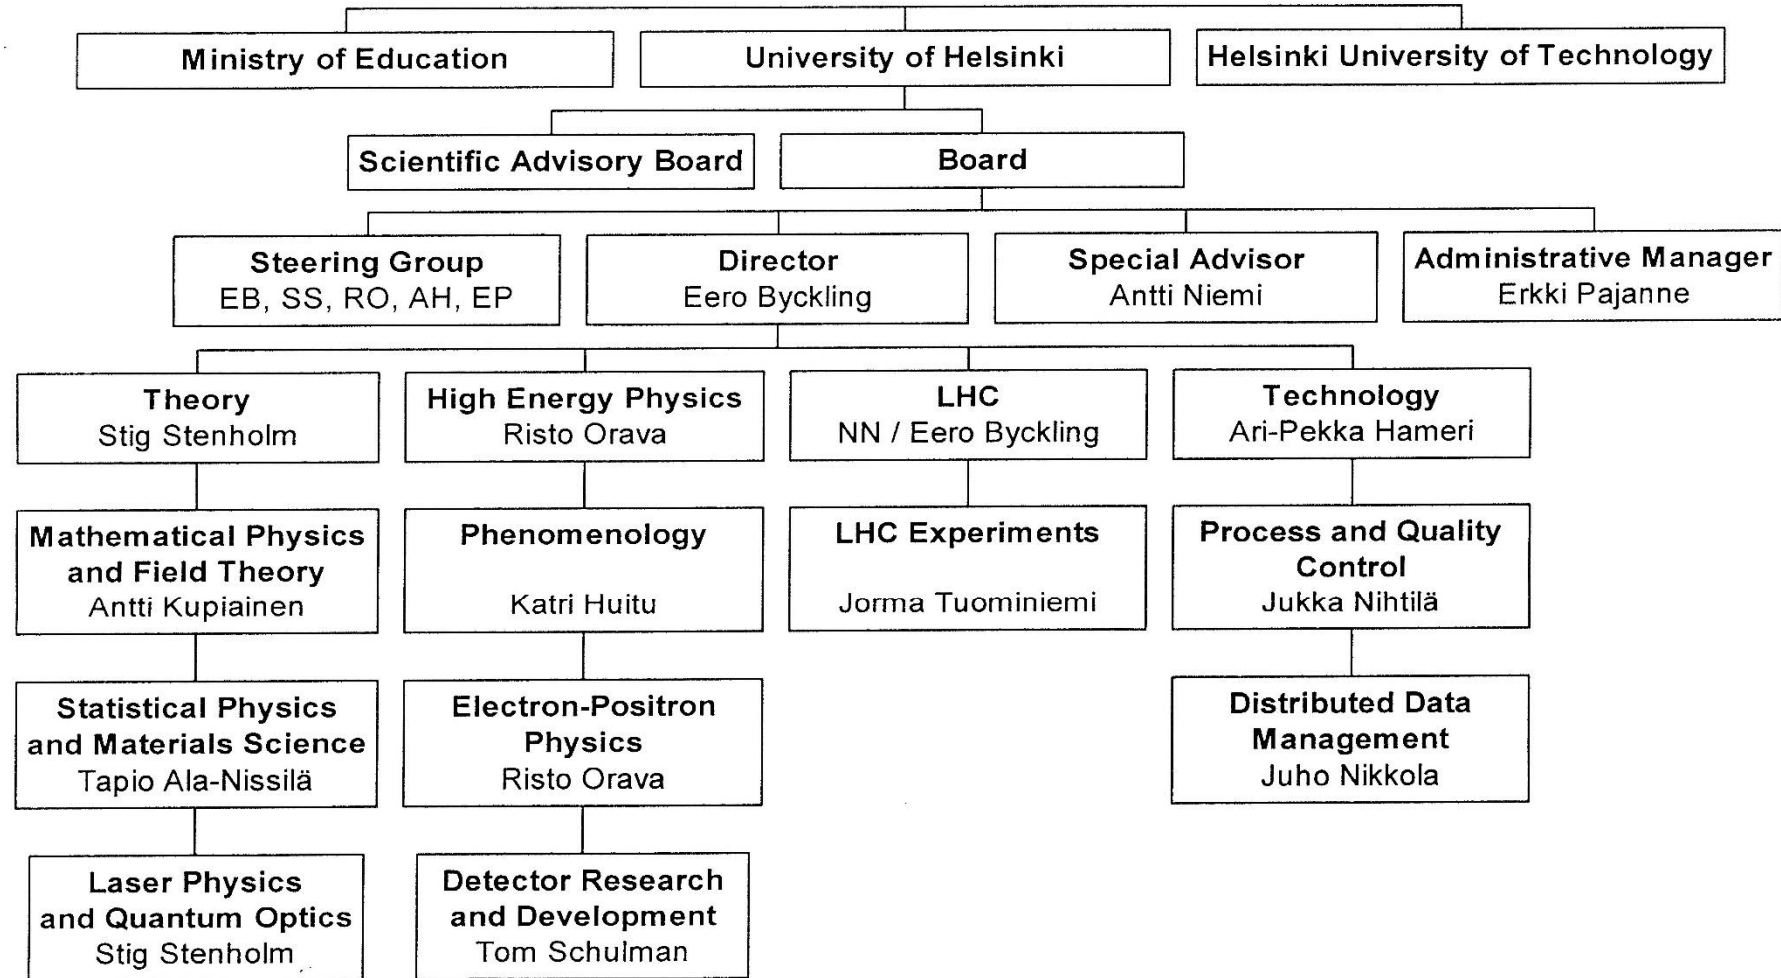 Ministry of Education
University of Helsinki
Helsinki University of Technology
Scientific Advisory Board
Board
Steering Group
EB, SS, RO, AH, EP
Director
Eero Byckling
Special Advisor
Antti Niemi
Administrative Manager
Erkki Pajanne
Theory
Stig Stenholm
High Energy Physics
Risto Orava
LHC
NN / Eero Byckling
Technology
Ari-Pekka Hameri
Mathematical Physics
and Field Theory
Antti Kupiainen
Phenomenology
Katri Huitu
LHC Experiments
Jorma Tuominiemi
Process and Quality
Control
Jukka Nihtilä
Statistical Physics
and Materials Science
Tapio Ala-Nissilä
Electron-Positron
Physics
Risto Orava
Distributed Data
Management
Juho Nikkola
Laser Physics
and Quantum Optics
Stig Stenholm
Detector Research
and Development
Tom Schulman